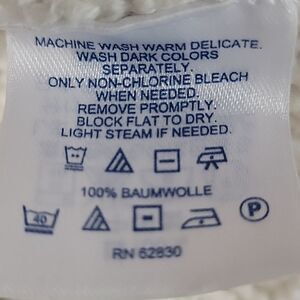 MACHINE WASH WARM DELICATE.
WASH DARK COLORS
SEPARATELY.
ONLY NON-CHLORINE BLEACH
WHEN NEEDED.
REMOVE PROMPTLY.
BLOCK FLAT TO DRY.
LIGHT STEAM IF NEEDED.
100% BAUMWOLLE
40 P
RN 62830